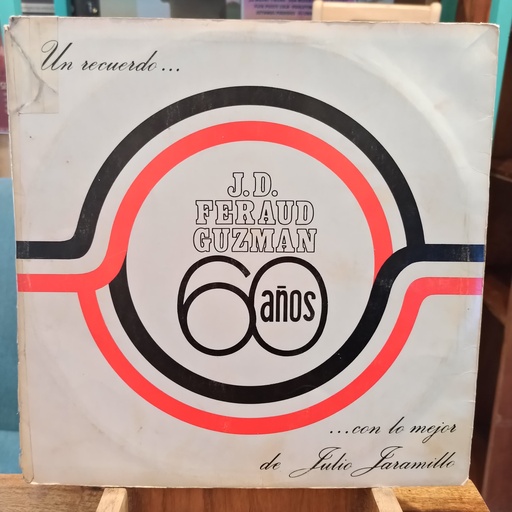 Un recuerdo...
J.D.
FERAUD
GUZMAN
60 años
...con lo mejor
de Julio Jaramillo